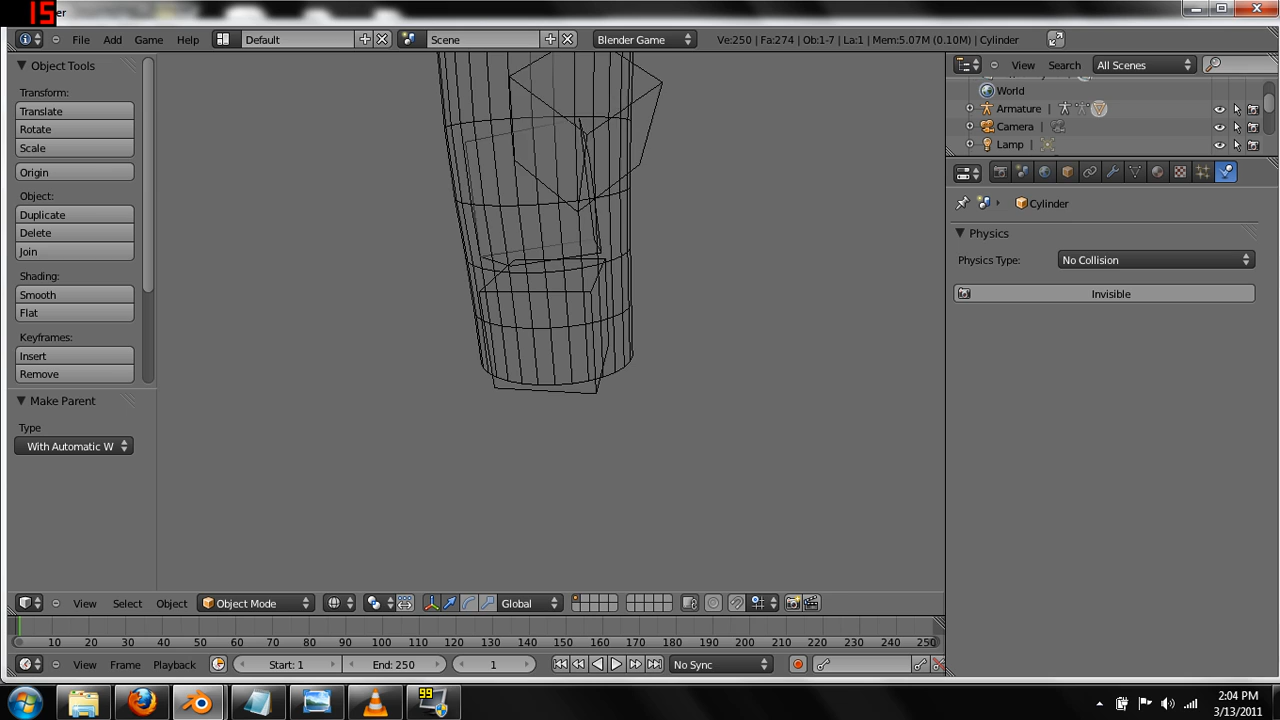 15
er
File Add Game Help Default Scene Blender Game Ve:250 | Fa:274 | Ob:1-7 | La:1 | Mem:5.07M (0.10M) | Cylinder
Object Tools
View Search All Scenes
World
Transform:
Translate
Armature
Rotate
Camera
Scale
Lamp
Origin
Object:
Cylinder
Duplicate
Delete
Physics
Join
Physics Type: No Collision
Shading:
Smooth
Invisible
Flat
Keyframes:
Insert
Remove
Make Parent
Type
With Automatic W
View Select Object Object Mode Global
10 20 30 40 50 60 70 80 90 100 110 120 130 140 150 160 170 180 190 200 210 220 230 240 250
View Frame Playback Start: 1 End: 250 1 No Sync
99
2:04 PM
3/13/2011